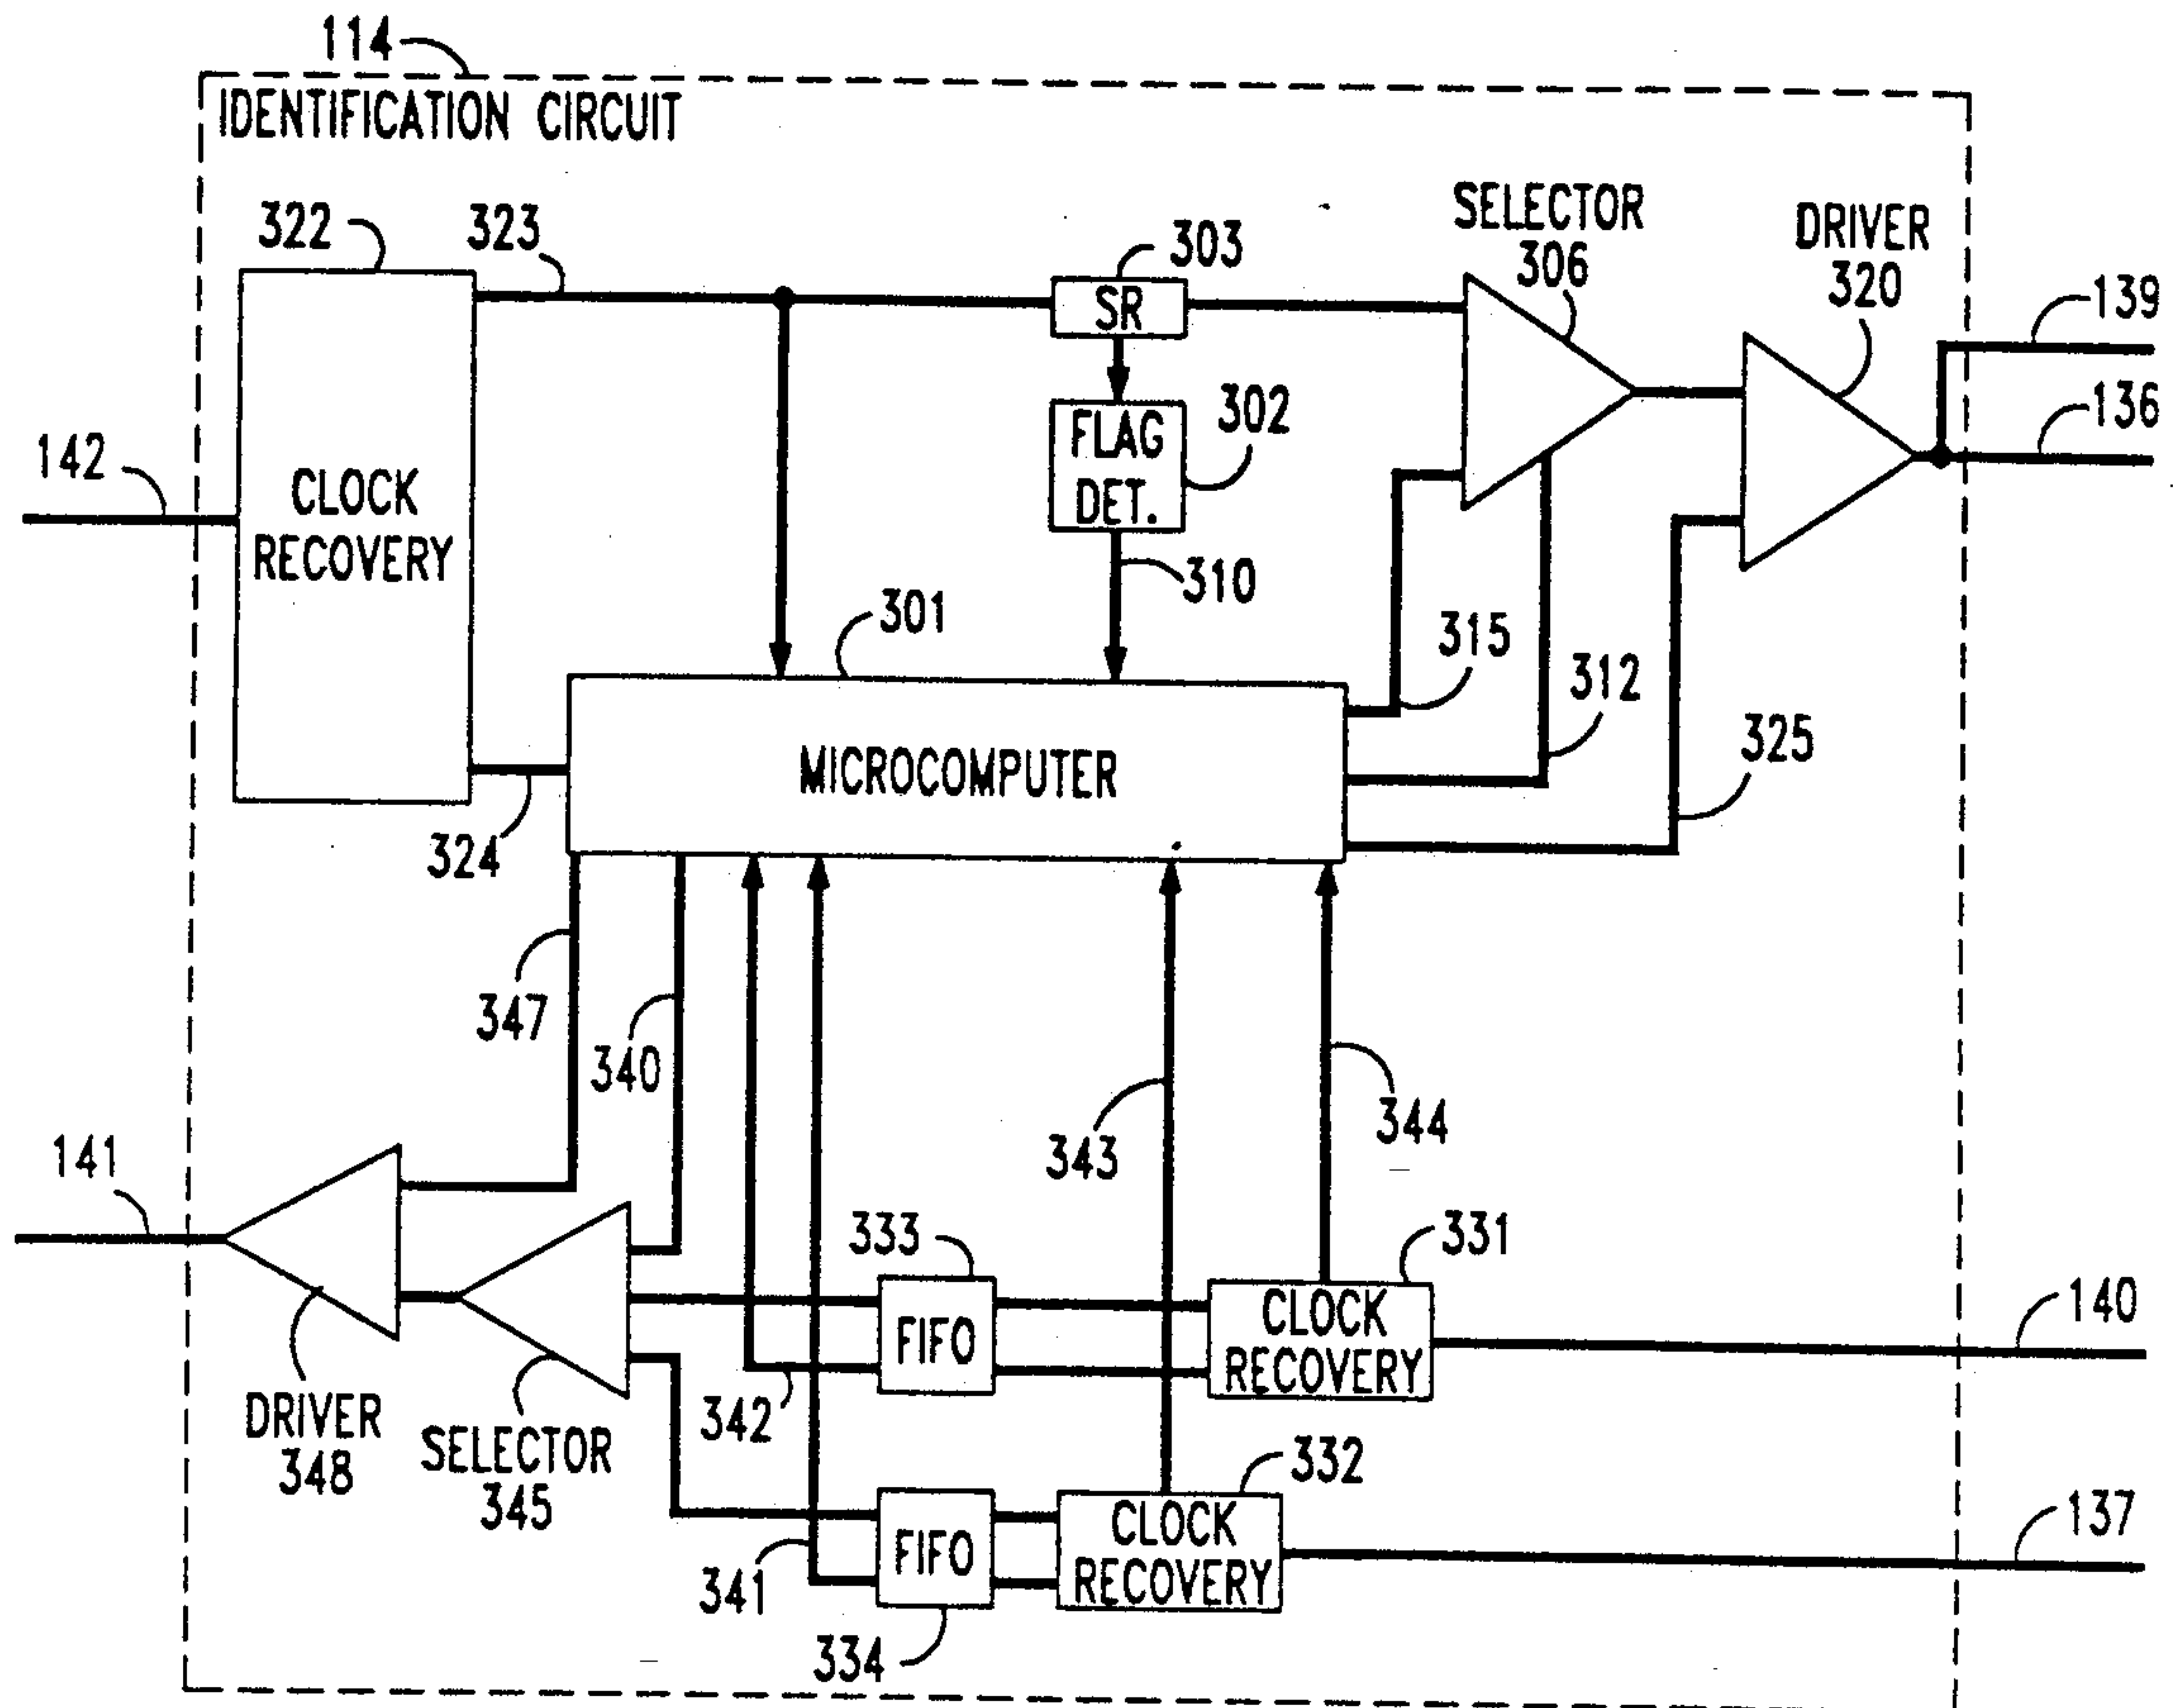 114
IDENTIFICATION CIRCUIT
322
323
303
SELECTOR
306
DRIVER
320
139
SR
142
CLOCK
RECOVERY
FLAG
DET.
302
136
310
301
315
312
325
MICROCOMPUTER
324
347
340
343
344
141
333
331
140
FIFO
CLOCK
RECOVERY
342
DRIVER
348
SELECTOR
345
332
137
341
FIFO
CLOCK
RECOVERY
334